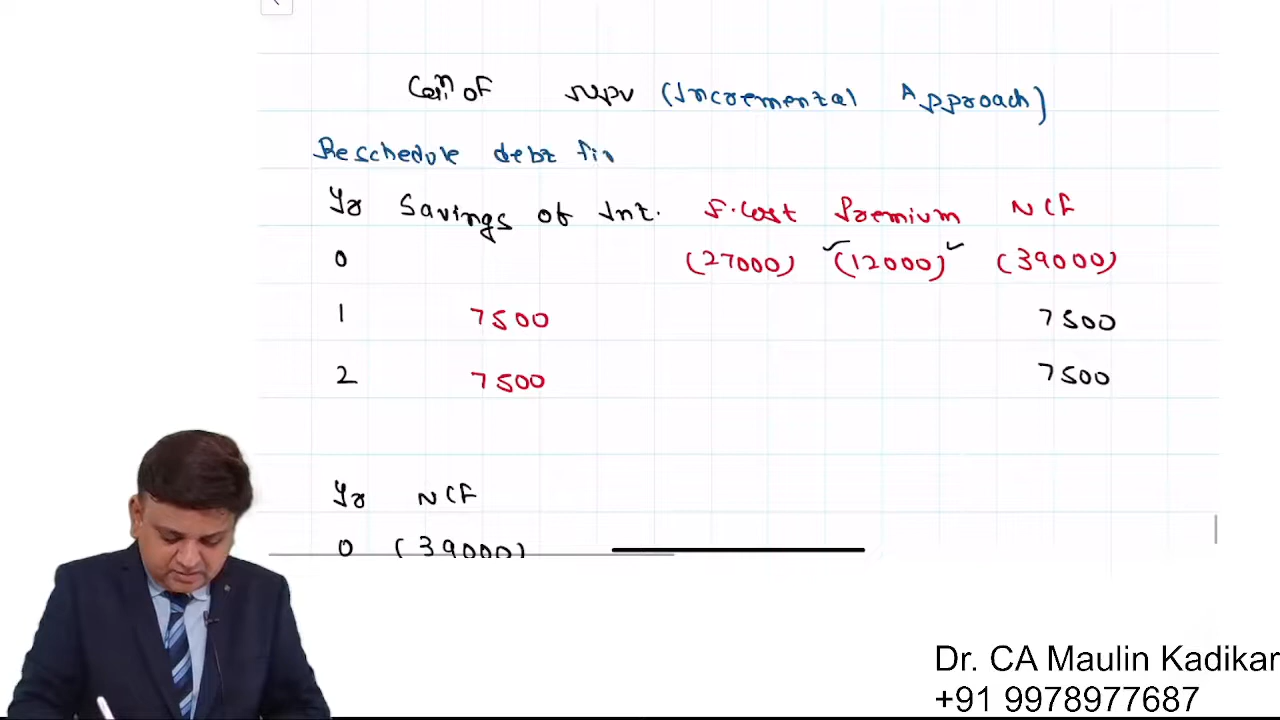 Caln of NPV (Incremental Approach)
Reschedule debt fin
Yr Savings of Int. F.Cost Premium NCF
0 (27000) (12000) (39000)
1 7500 7500
2 7500 7500
Yr NCF
0 (39000)
Dr. CA Maulin Kadikar
+91 9978977687